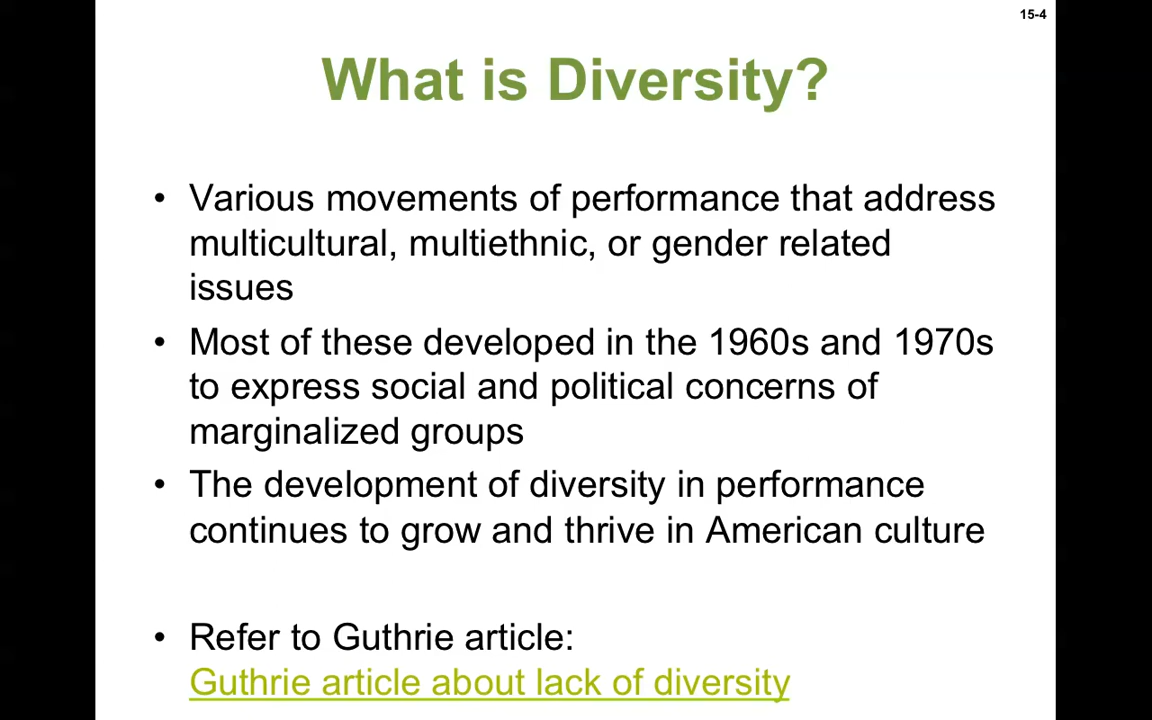 15-4
What is Diversity?
• Various movements of performance that address
multicultural, multiethnic, or gender related
issues
• Most of these developed in the 1960s and 1970s
to express social and political concerns of
marginalized groups
• The development of diversity in performance
continues to grow and thrive in American culture
• Refer to Guthrie article:
Guthrie article about lack of diversity